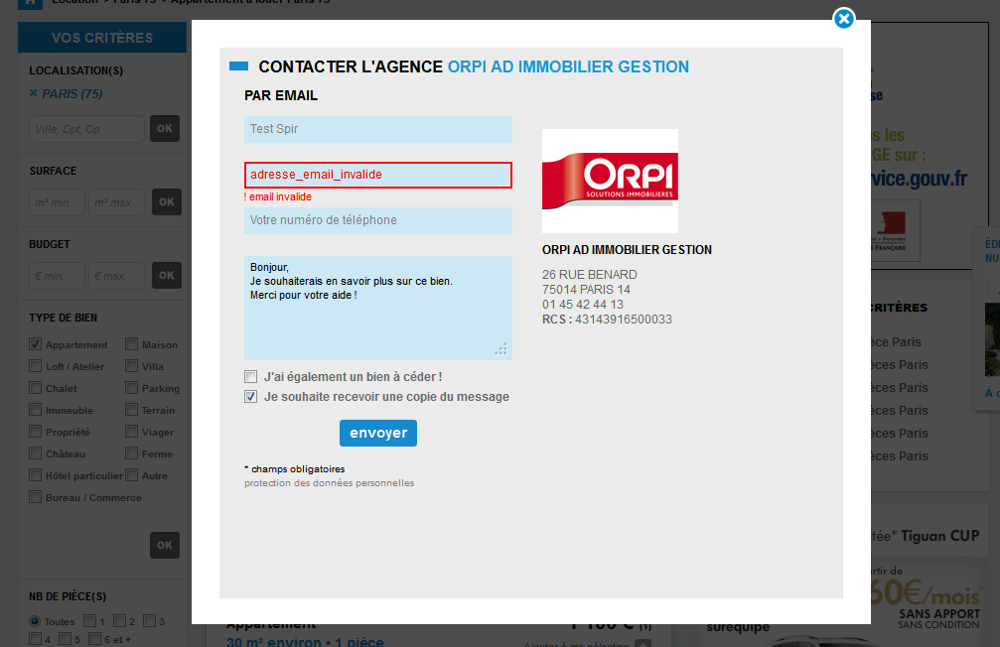 Location > Paris 75 > Appartement à louer Paris 75
VOS CRITÈRES
LOCALISATION(S)
× PARIS (75)
Ville, Dpt, Cp
OK
SURFACE
m² min.
m² max.
OK
BUDGET
€ min.
€ max.
OK
TYPE DE BIEN
Appartement
Maison
Loft / Atelier
Villa
Chalet
Parking
Immeuble
Terrain
Propriété
Viager
Château
Ferme
Hôtel particulier
Autre
Bureau / Commerce
OK
NB DE PIÈCE(S)
Toutes
1
2
3
4
5
6 et +
CONTACTER L'AGENCE ORPI AD IMMOBILIER GESTION
PAR EMAIL
Test Spir
adresse_email_invalide
! email invalide
Votre numéro de téléphone
Bonjour,
Je souhaiterais en savoir plus sur ce bien.
Merci pour votre aide !
J'ai également un bien à céder !
Je souhaite recevoir une copie du message
envoyer
* champs obligatoires
protection des données personnelles
ORPI
SOLUTIONS IMMOBILIERES
ORPI AD IMMOBILIER GESTION
26 RUE BENARD
75014 PARIS 14
01 45 42 44 13
RCS : 43143916500033
se
s les
GE sur :
rvice.gouv.fr
ÉDI
NU
CRITÈRES
èce Paris
èces Paris
èces Paris
èces Paris
èces Paris
èces Paris
tée* Tiguan CUP
rtir de
60€/mois*
SANS APPORT
SANS CONDITION
suréquipé
Appartement
30 m² environ • 1 pièce
1 100 € (1)
Ajouter à ma sélection